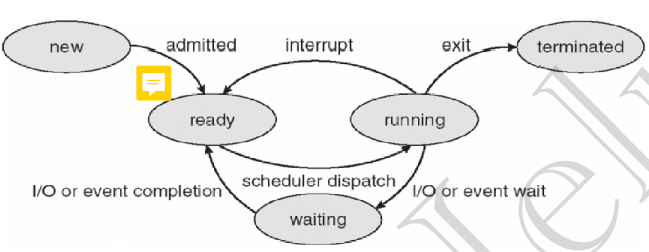 new
admitted
interrupt
exit
terminated
ready
running
I/O or event completion
scheduler dispatch
I/O or event wait
waiting